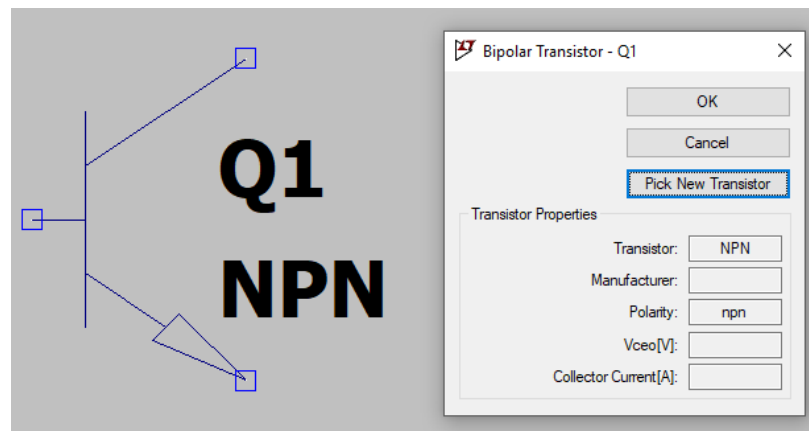 Q1
NPN
Bipolar Transistor - Q1
OK
Cancel
Pick New Transistor
Transistor Properties
Transistor: NPN
Manufacturer:
Polarity: npn
Vceo[V]:
Collector Current[A]: